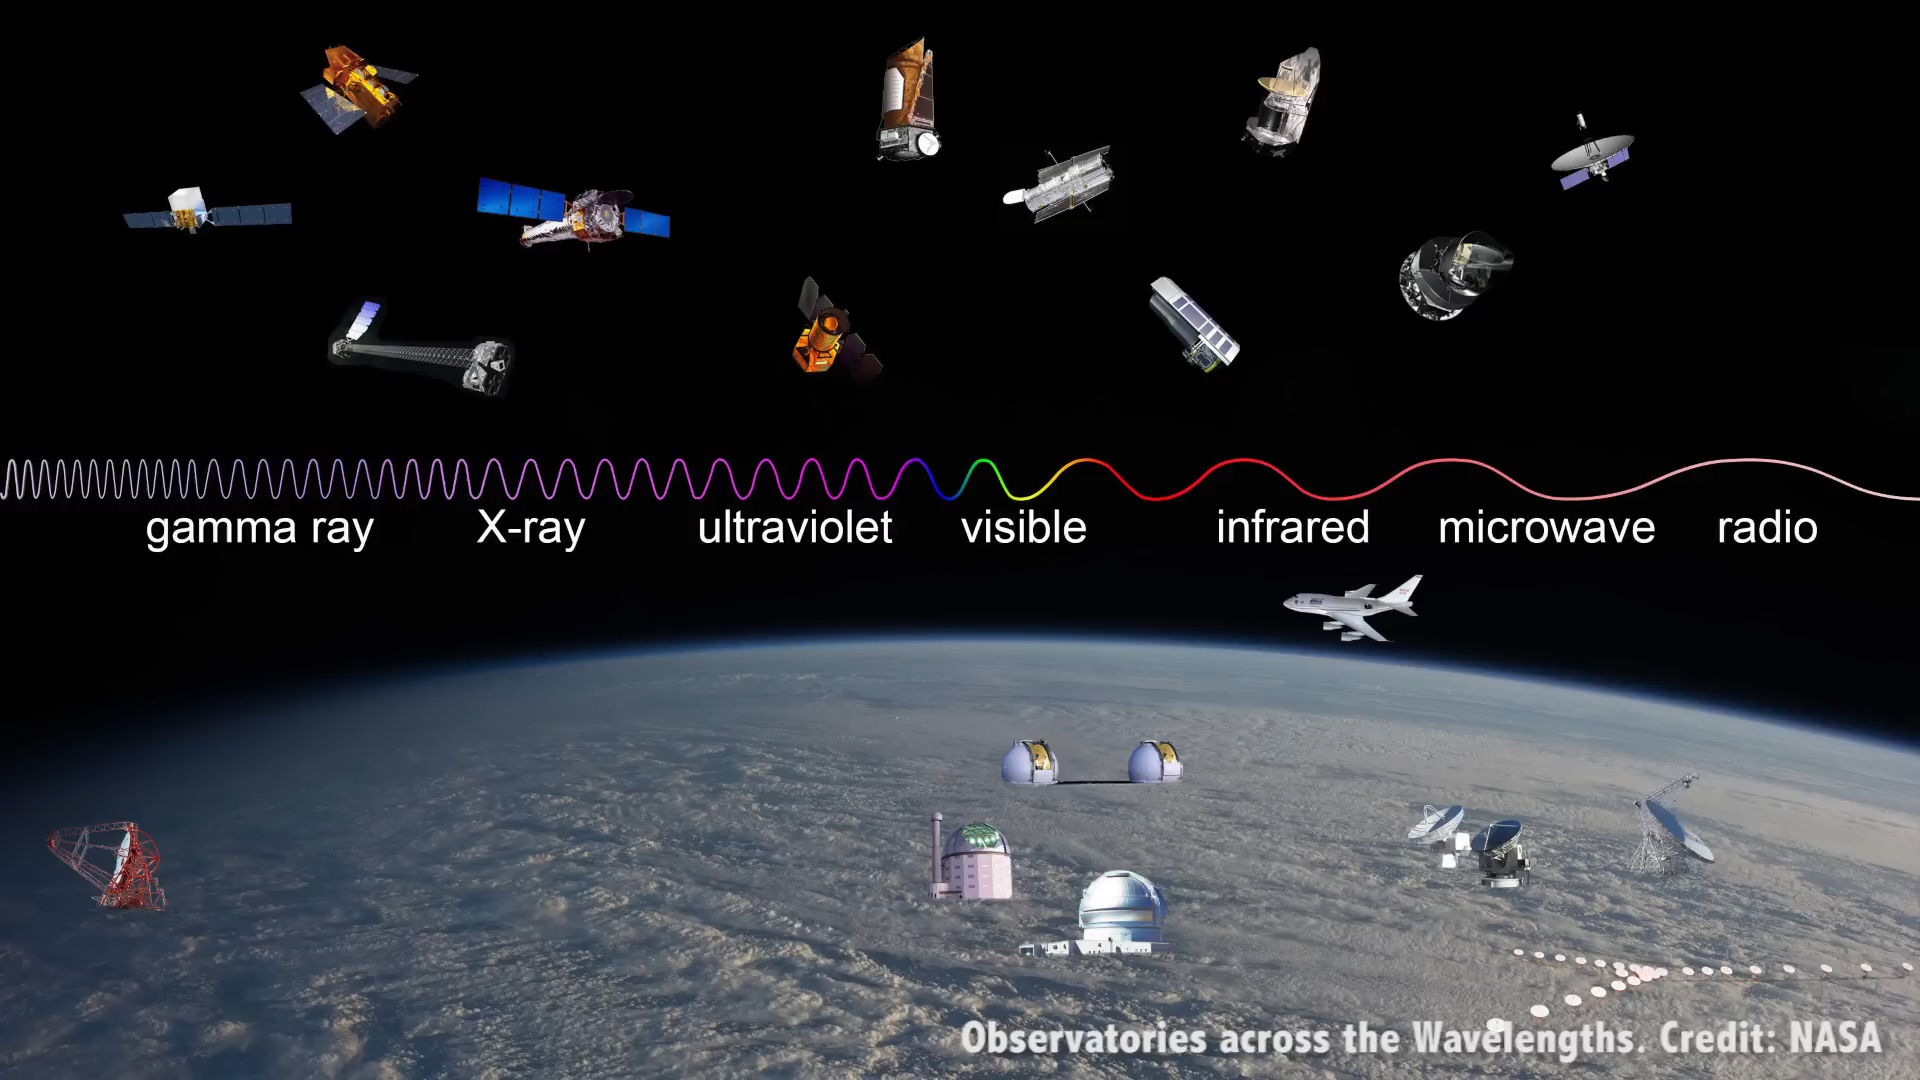 gamma ray
X-ray
ultraviolet
visible
infrared
microwave
radio
Observatories across the Wavelengths. Credit: NASA